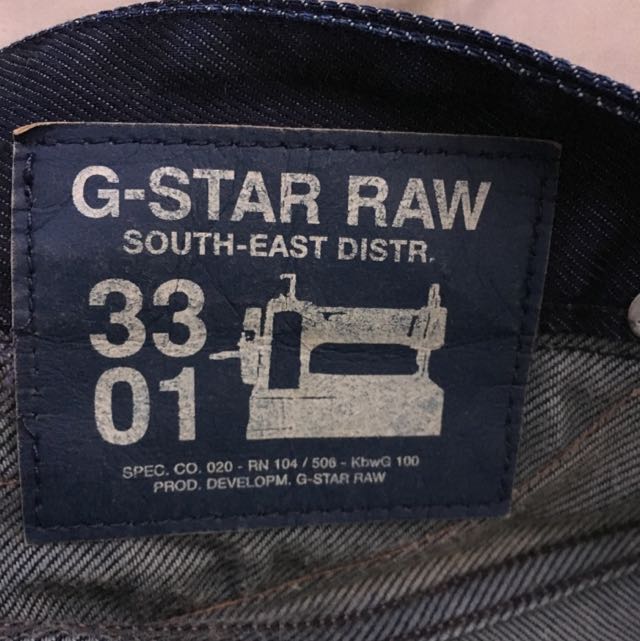 G-STAR RAW
SOUTH-EAST DISTR.
33
01
SPEC. CO. 020 - RN 104 / 506 - KbwG 100
PROD. DEVELOPM. G-STAR RAW